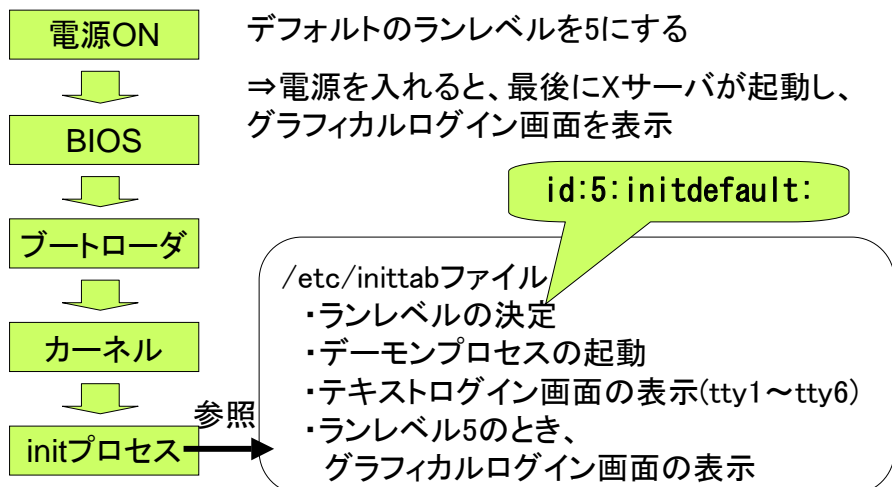 電源ON
BIOS
ブートローダ
カーネル
initプロセス
参照
デフォルトのランレベルを5にする
⇒電源を入れると、最後にXサーバが起動し、
グラフィカルログイン画面を表示
id:5:initdefault:
/etc/inittabファイル
・ランレベルの決定
・デーモンプロセスの起動
・テキストログイン画面の表示(tty1～tty6)
・ランレベル5のとき、
グラフィカルログイン画面の表示